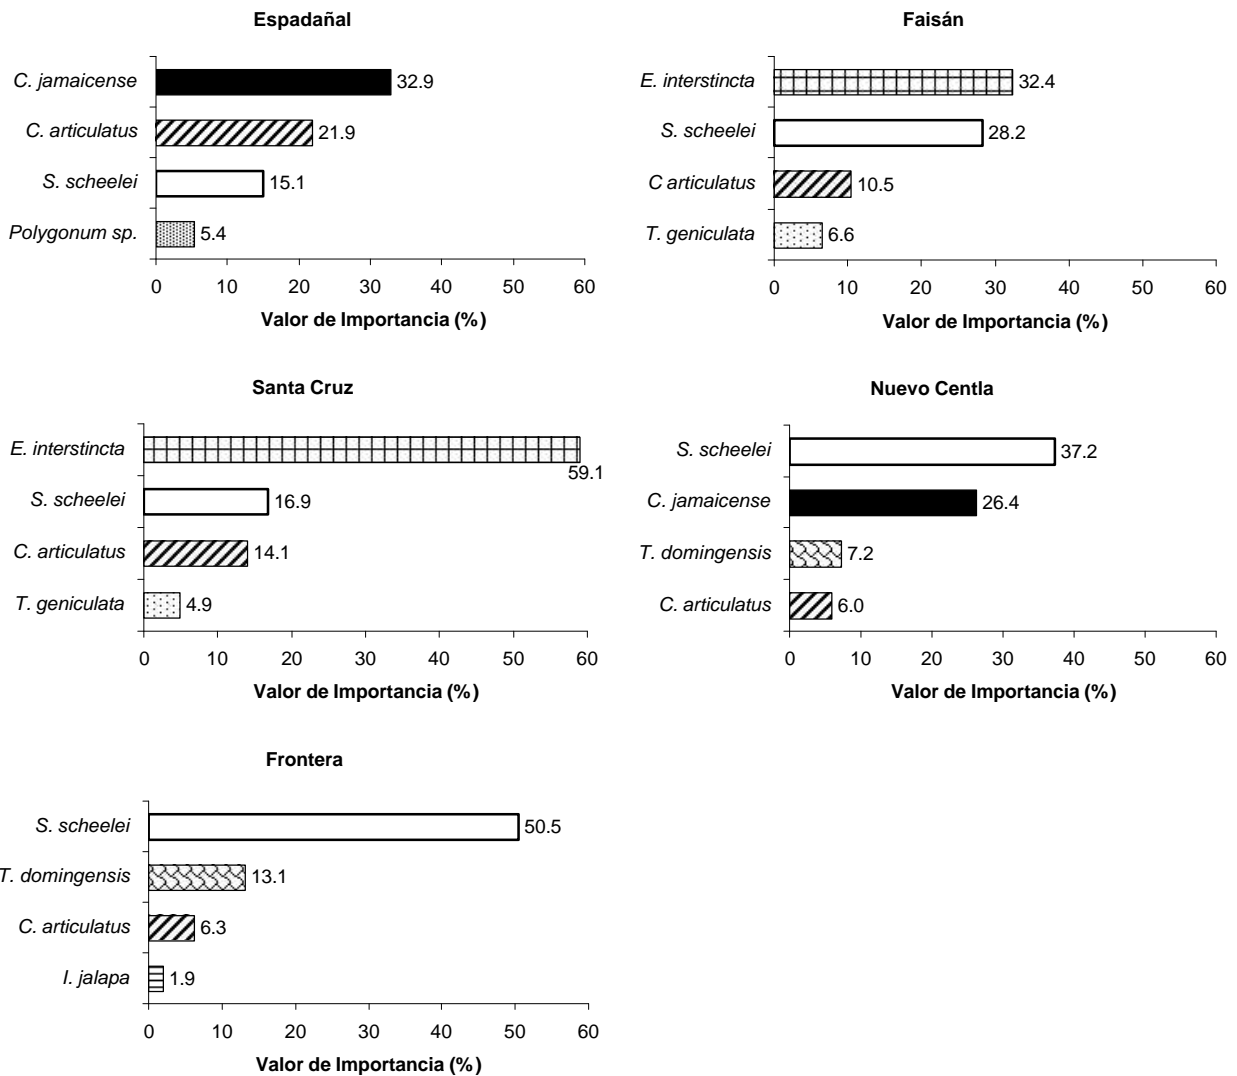 Espadañal
C. jamaicense 32.9
C. articulatus 21.9
S. scheelei 15.1
Polygonum sp. 5.4
0 10 20 30 40 50 60
Valor de Importancia (%)
Faisán
E. interstincta 32.4
S. scheelei 28.2
C articulatus 10.5
T. geniculata 6.6
0 10 20 30 40 50 60
Valor de Importancia (%)
Santa Cruz
E. interstincta 59.1
S. scheelei 16.9
C. articulatus 14.1
T. geniculata 4.9
0 10 20 30 40 50 60
Valor de Importancia (%)
Nuevo Centla
S. scheelei 37.2
C. jamaicense 26.4
T. domingensis 7.2
C. articulatus 6.0
0 10 20 30 40 50 60
Valor de Importancia (%)
Frontera
S. scheelei 50.5
T. domingensis 13.1
C. articulatus 6.3
I. jalapa 1.9
0 10 20 30 40 50 60
Valor de Importancia (%)